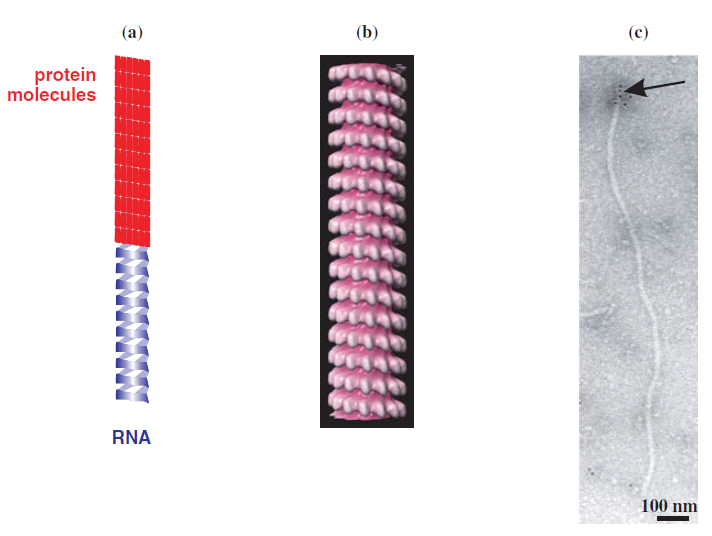 (a)
(b)
(c)
protein
molecules
RNA
100 nm